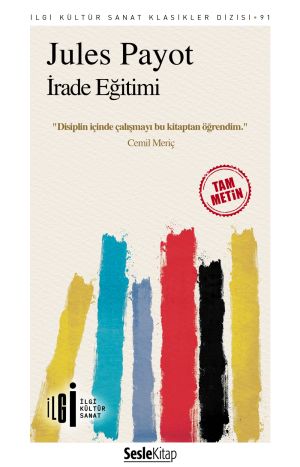 İLGİ KÜLTÜR SANAT KLASİKLER DİZİSİ • 91
Jules Payot
İrade Eğitimi
"Disiplin içinde çalışmayı bu kitaptan öğrendim."
Cemil Meriç
TAM
METİN
iLGi
İLGİ
KÜLTÜR
SANAT
SesleKitap